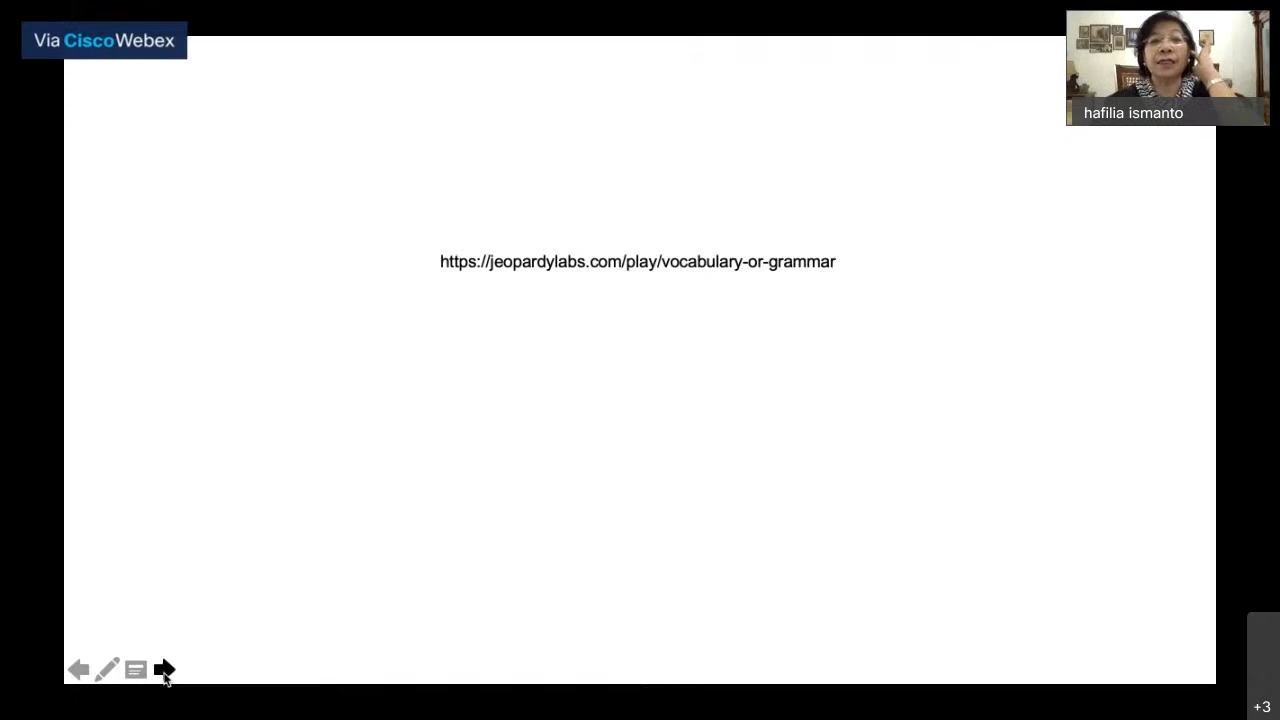 Via CiscoWebex
hafilia ismanto
https://jeopardylabs.com/play/vocabulary-or-grammar
+3